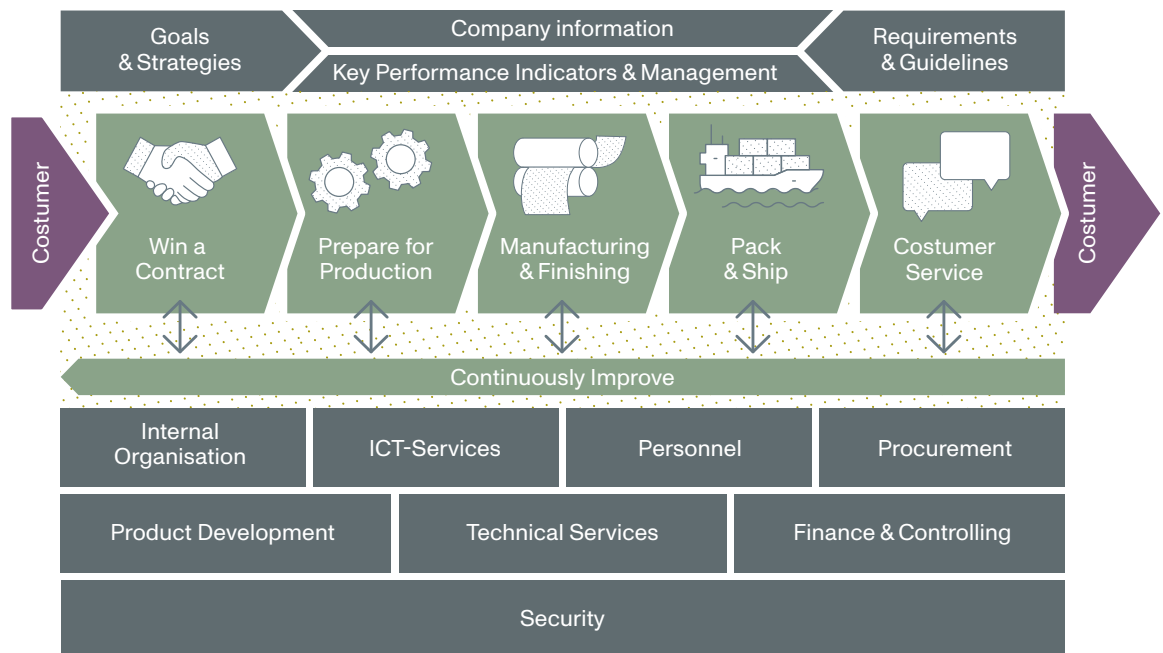 Goals
& Strategies
Company information
Key Performance Indicators & Management
Requirements
& Guidelines
Costumer
Win a
Contract
Prepare for
Production
Manufacturing
& Finishing
Pack
& Ship
Costumer
Service
Costumer
Continuously Improve
Internal
Organisation
ICT-Services
Personnel
Procurement
Product Development
Technical Services
Finance & Controlling
Security